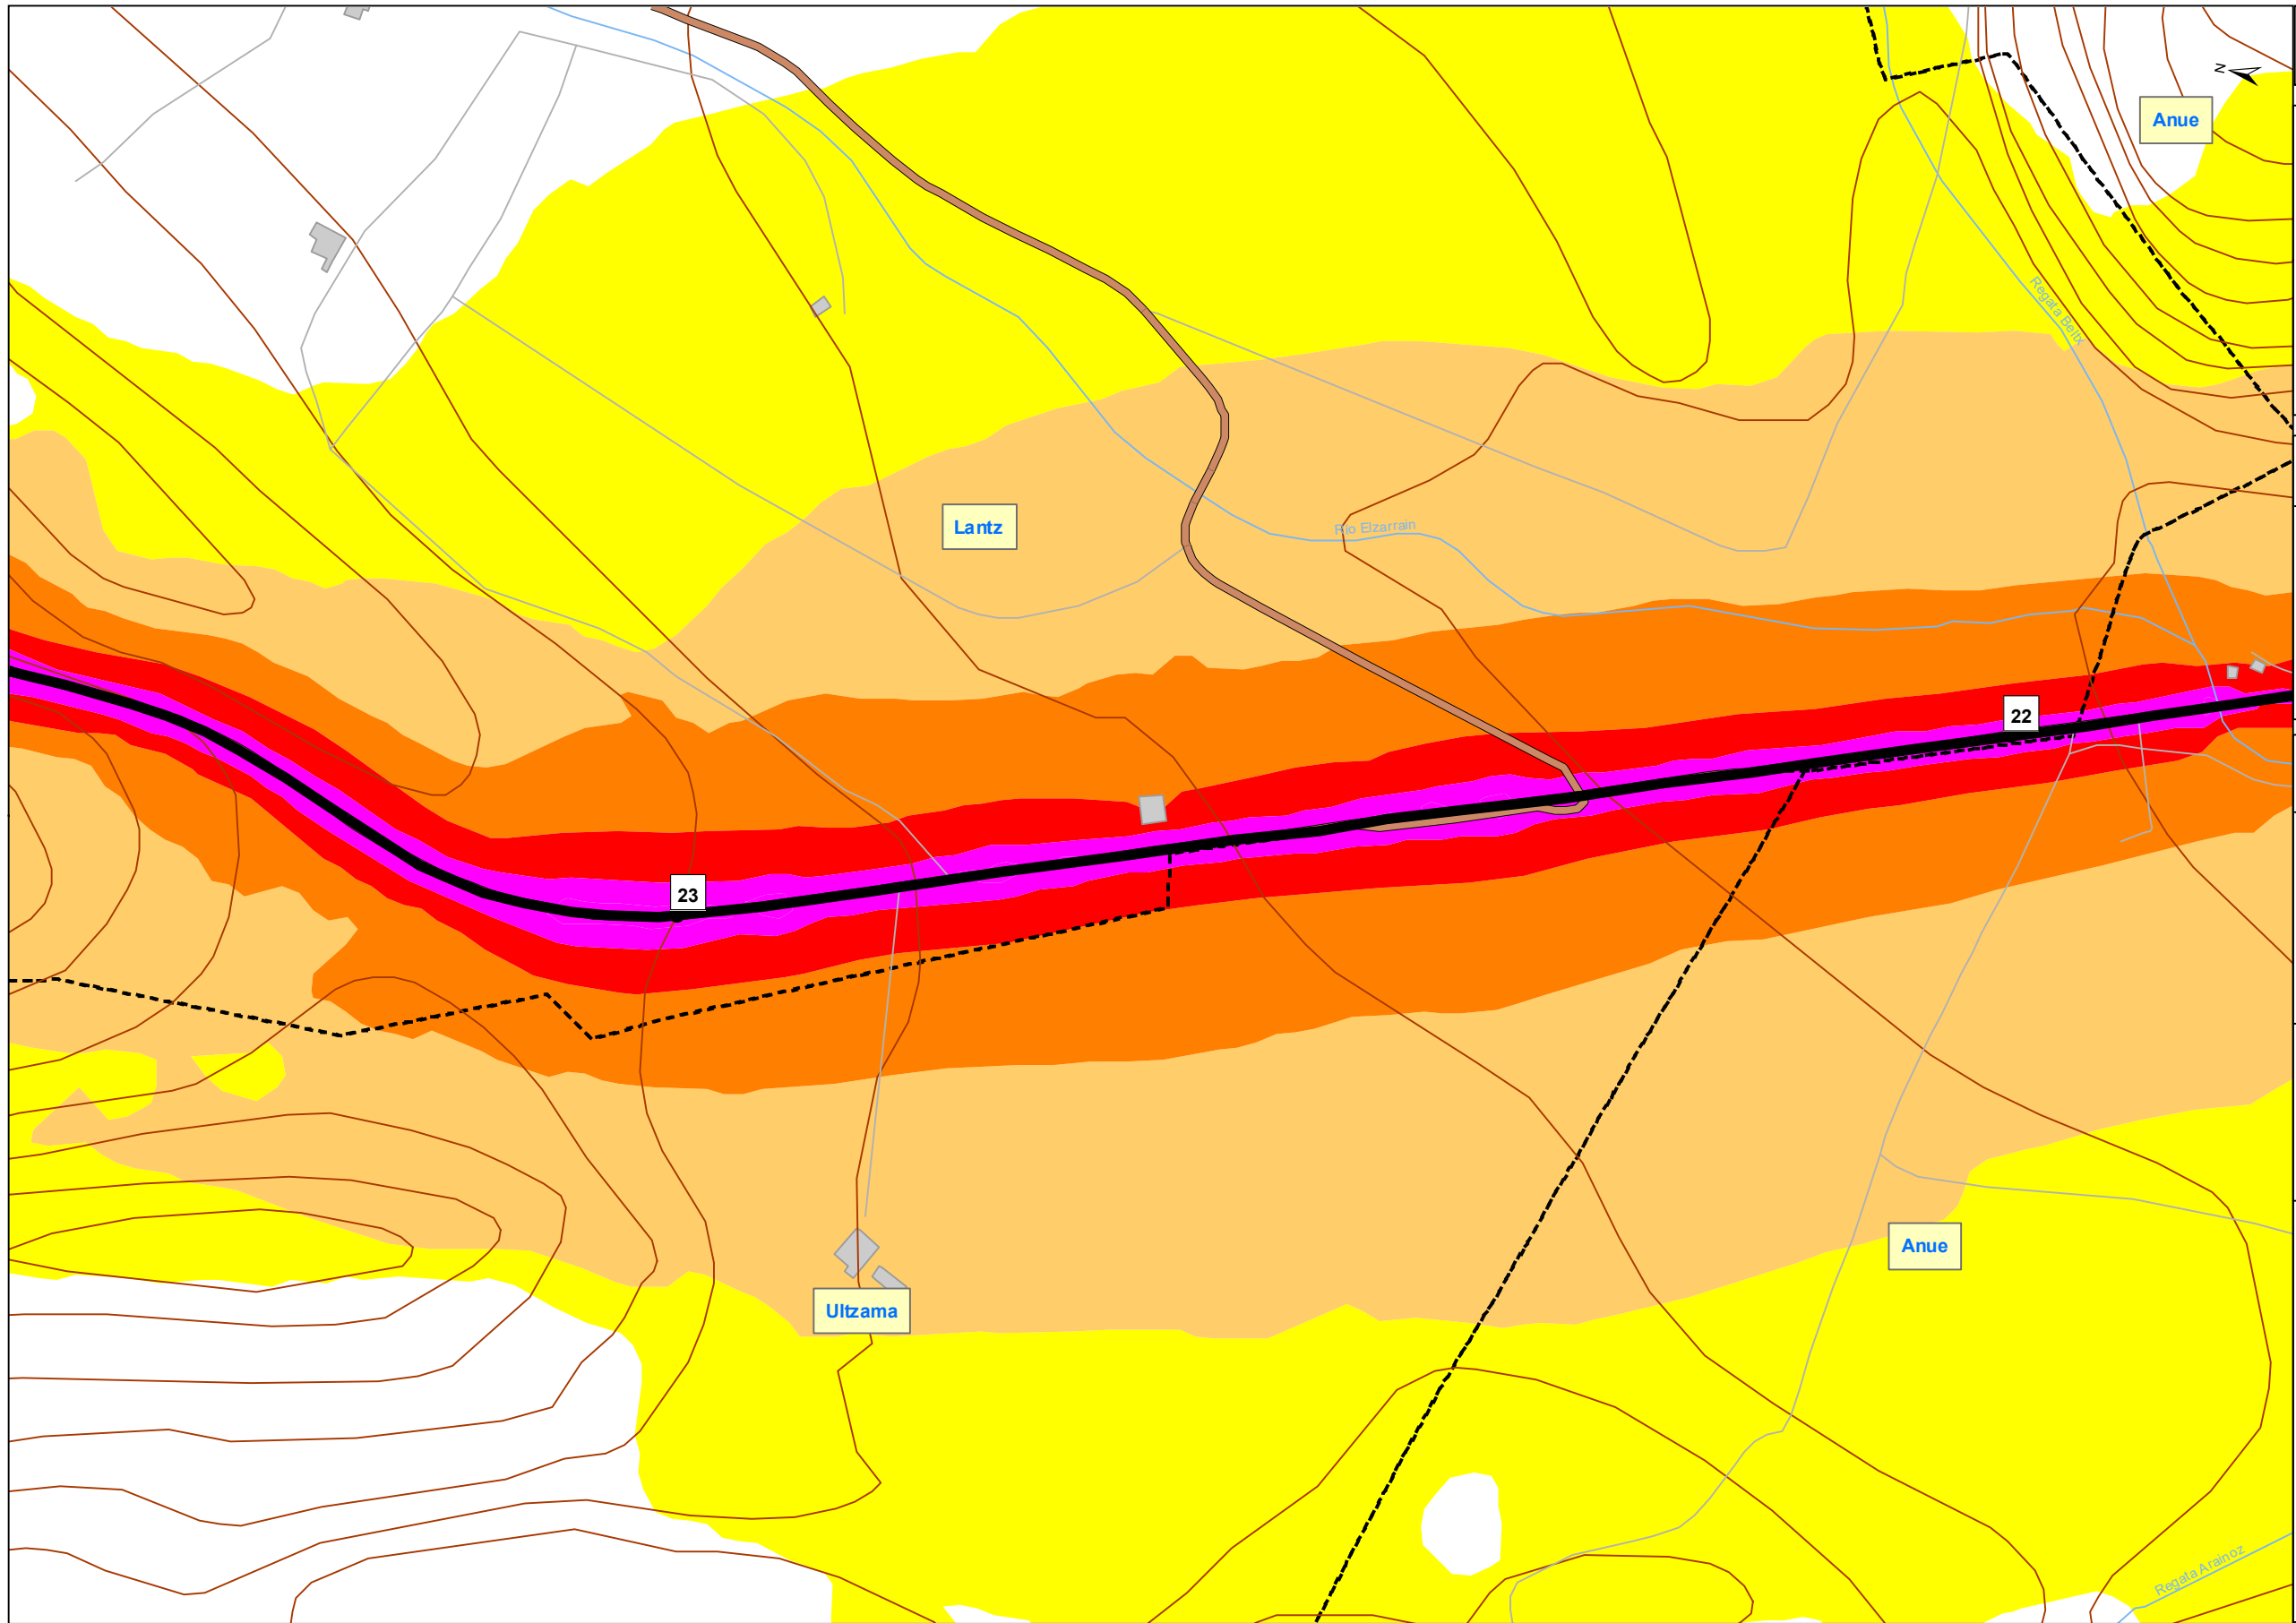 N
Anue
Regata Beltx
Lantz
Río Elzarrain
22
23
Anue
Ultzama
Regata Arainoz